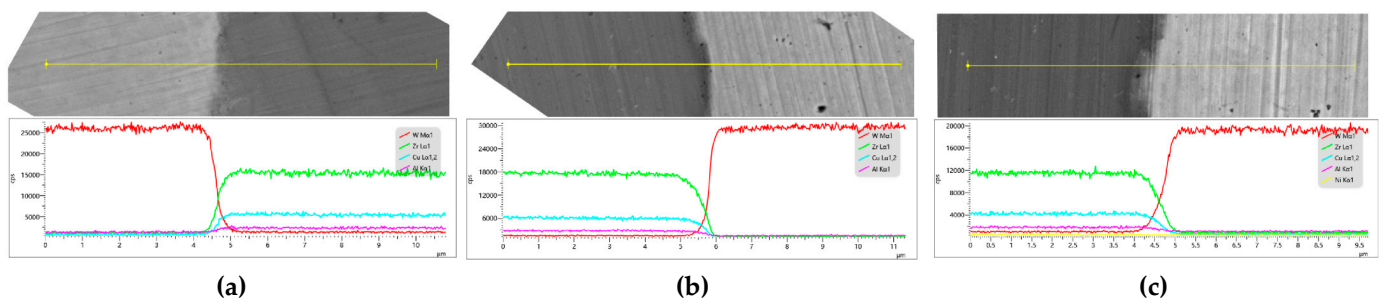 25000
20000
15000
10000
5000
cps
W Mα1
Zr Lα1
Cu Lα1,2
Al Kα1
0 1 2 3 4 5 6 7 8 9 10
µm
(a)
30000
24000
18000
12000
6000
cps
W Mα1
Zr Lα1
Cu Lα1,2
Al Kα1
0 1 2 3 4 5 6 7 8 9 10 11
µm
(b)
20000
16000
12000
8000
4000
cps
W Mα1
Zr Lα1
Cu Lα1,2
Al Kα1
Ni Kα1
0 0.5 1 1.5 2 2.5 3 3.5 4 4.5 5 5.5 6 6.5 7 7.5 8 8.5 9 9.5
µm
(c)